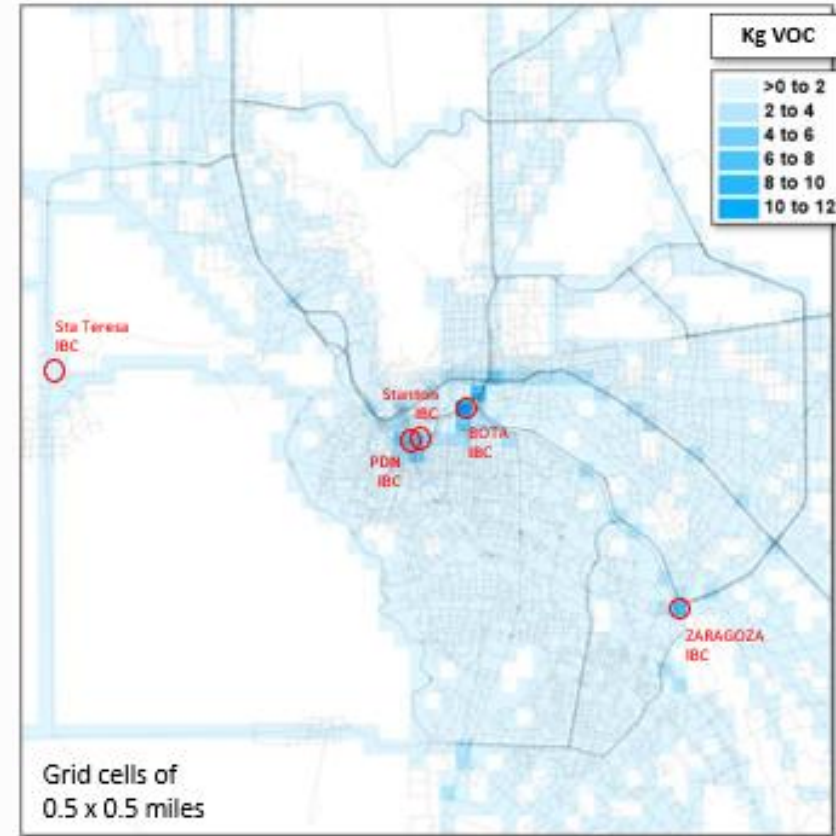 Kg VOC
>0 to 2
2 to 4
4 to 6
6 to 8
8 to 10
10 to 12
Sta Teresa
IBC
Stanton
IBC
BOTA
IBC
PDN
IBC
ZARAGOZA
IBC
Grid cells of
0.5 x 0.5 miles